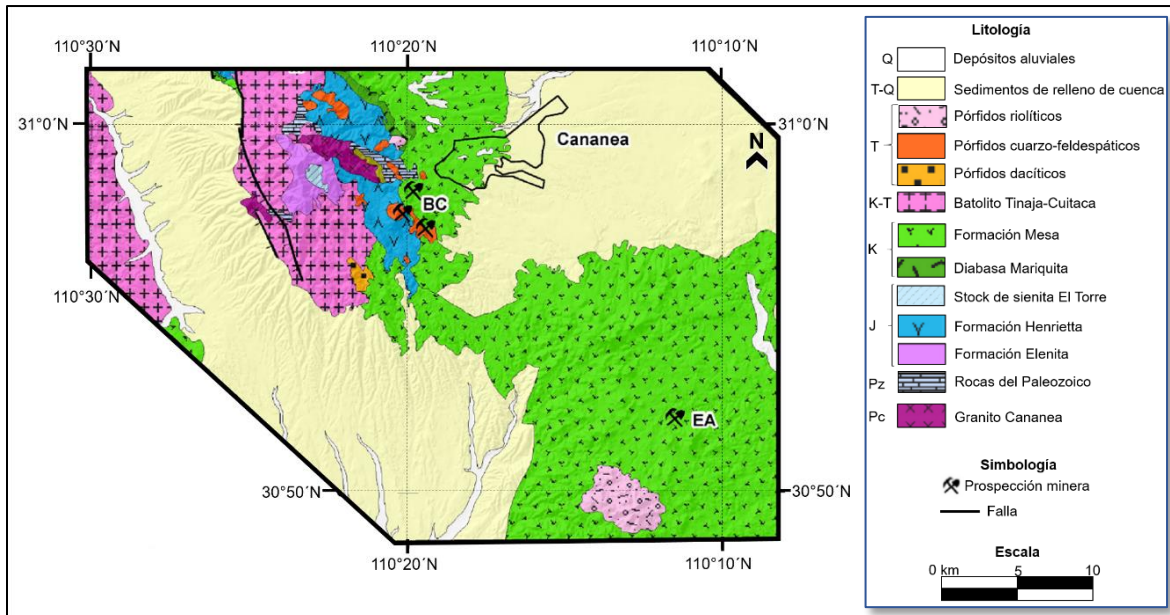 110°30´N
110°20´N
110°10´N
31°0´N
31°0´N
N
Cananea
BC
110°30´N
EA
30°50´N
30°50´N
110°20´N
110°10´N
Litología
Q Depósitos aluviales
T-Q Sedimentos de relleno de cuenca
Pórfidos riolíticos
T Pórfidos cuarzo-feldespáticos
Pórfidos dacíticos
K-T Batolito Tinaja-Cuitaca
Formación Mesa
K
Diabasa Mariquita
Stock de sienita El Torre
J Formación Henrietta
Formación Elenita
Pz Rocas del Paleozoico
Pc Granito Cananea
Simbología
Prospección minera
Falla
Escala
0 km 5 10